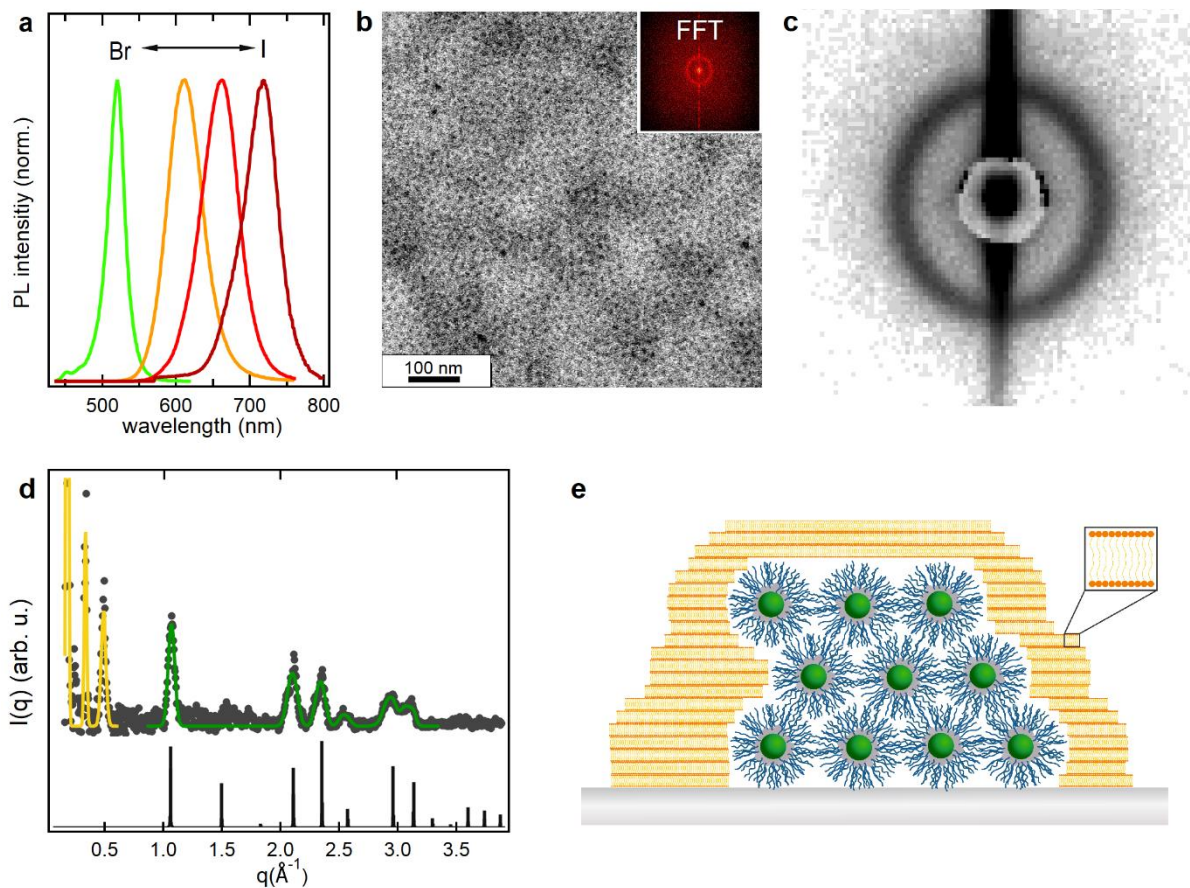 a
Br
I
PL intensitiy (norm.)
500 600 700 800
wavelength (nm)
b
FFT
100 nm
c
d
I(q) (arb. u.)
0.5 1.0 1.5 2.0 2.5 3.0 3.5
q(Å⁻¹)
e